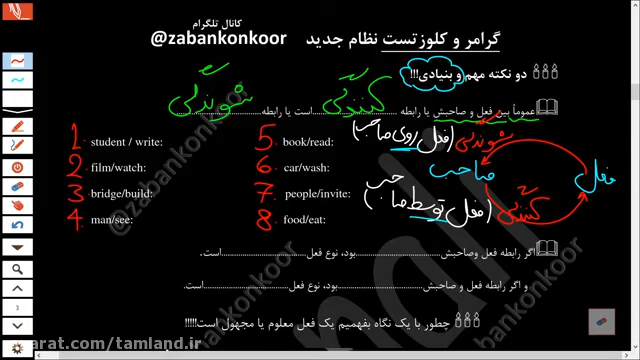 کانال تلگرام
گرامر و کلوزتست نظام جدید @zabankonkoor
دو نکته مهم و بنیادی!!!
کنندگی شوندگی
عموماً بین فعل و صاحبش یا رابطه ........................ است یا رابطه ........................
1 student / write:
2 film/watch:
3 bridge/build:
4 man/see:
5 book/read:
6 car/wash:
7 people/invite:
8 food/eat:
شوندگی (فعل روی صاحب)
صاحب فعل
کنندگی (فعل توسط صاحب)
اگر رابطه فعل وصاحبش ........................ بود، نوع فعل ........................ است.
و اگر رابطه فعل و صاحبش ........................ بود، نوع فعل ........................ است.
چطور با یک نگاه بفهمیم یک فعل معلوم یا مجهول است!!!!!
3
@zabankonkoor
arat.com/tamland.ir